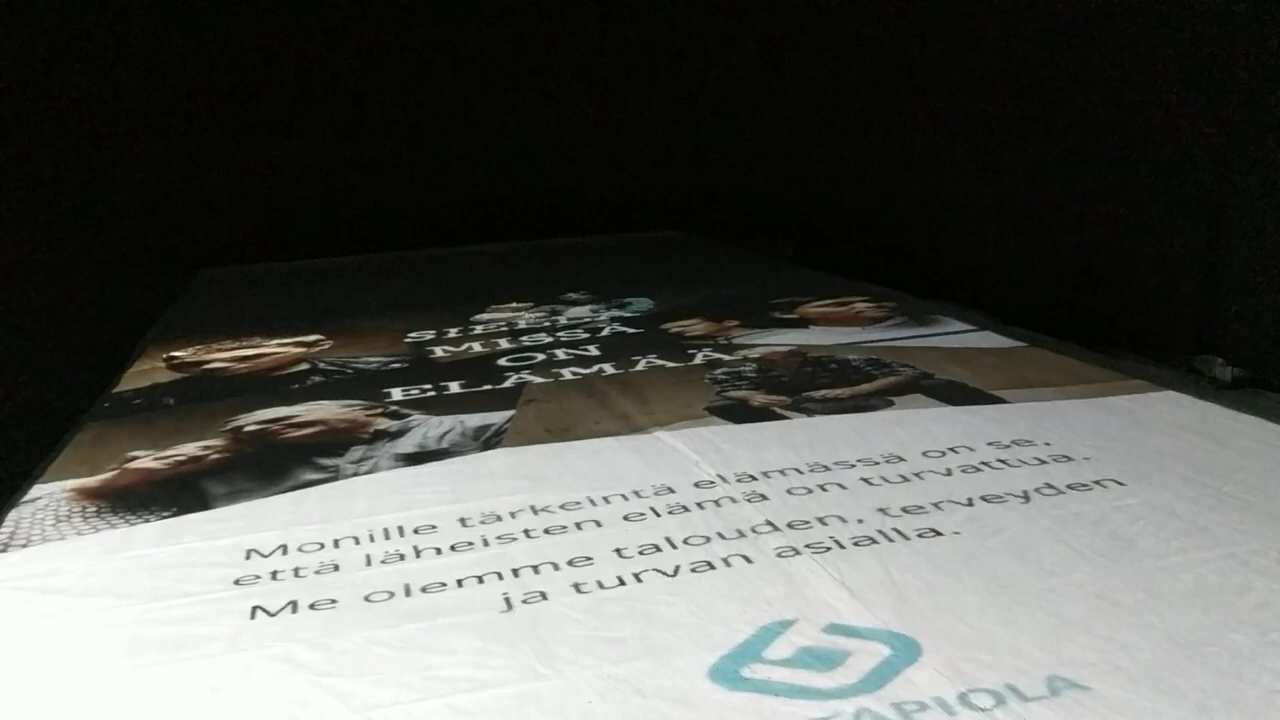 SIELLÄ
MISSÄ
ON
ELÄMÄÄ
Monille tärkeintä elämässä on se,
että läheisten elämä on turvattua.
Me olemme talouden, terveyden
ja turvan asialla.
TAPIOLA